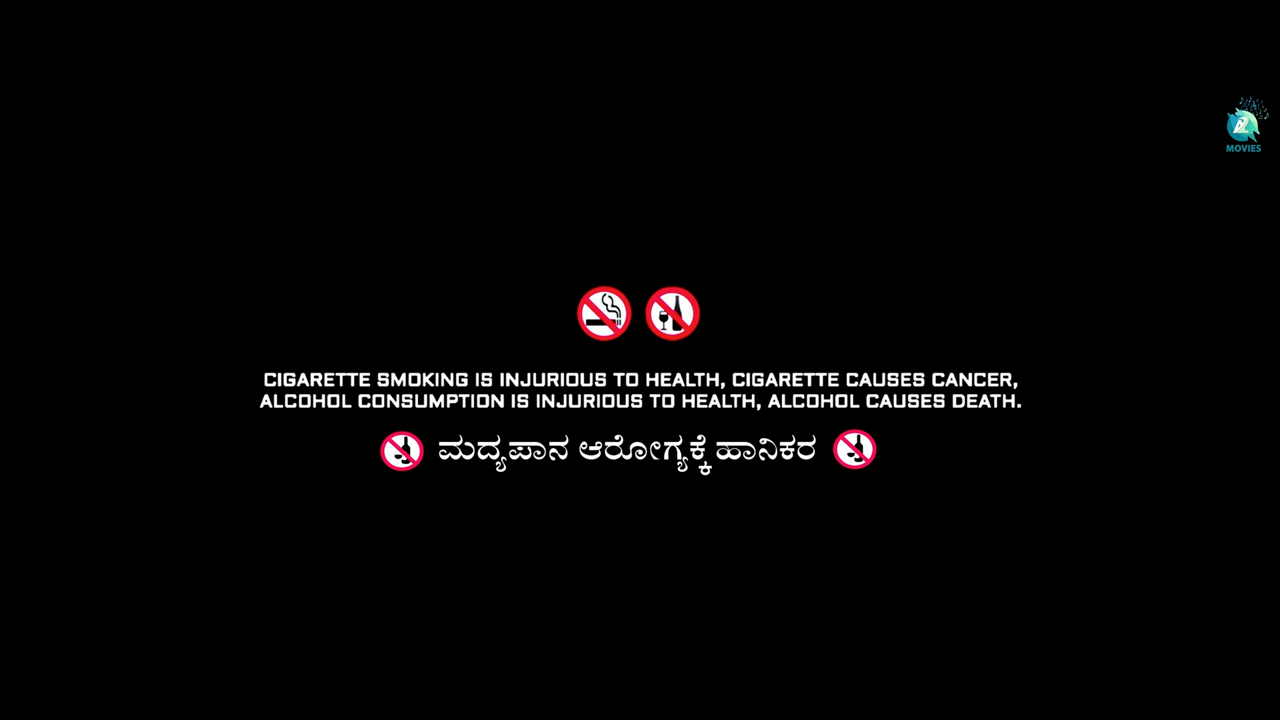 2
MOVIES
CIGARETTE SMOKING IS INJURIOUS TO HEALTH, CIGARETTE CAUSES CANCER,
ALCOHOL CONSUMPTION IS INJURIOUS TO HEALTH, ALCOHOL CAUSES DEATH.
ಮದ್ಯಪಾನ ಆರೋಗ್ಯಕ್ಕೆ ಹಾನಿಕರ